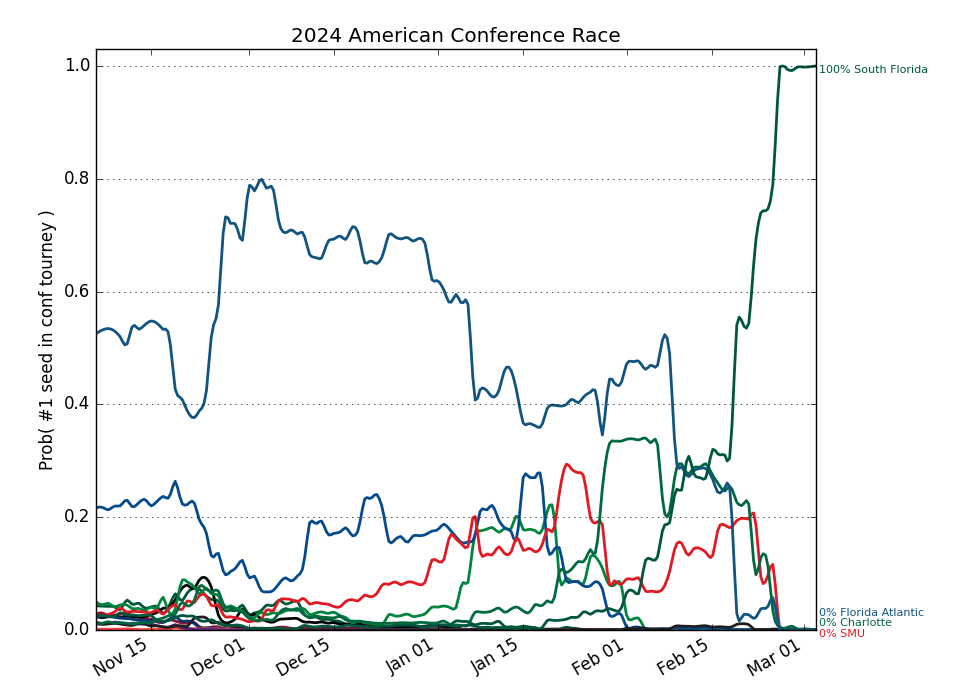 2024 American Conference Race
Prob( #1 seed in conf tourney )
1.0
0.8
0.6
0.4
0.2
0.0
Nov 15
Dec 01
Dec 15
Jan 01
Jan 15
Feb 01
Feb 15
Mar 01
100% South Florida
0% Florida Atlantic
0% Charlotte
0% SMU